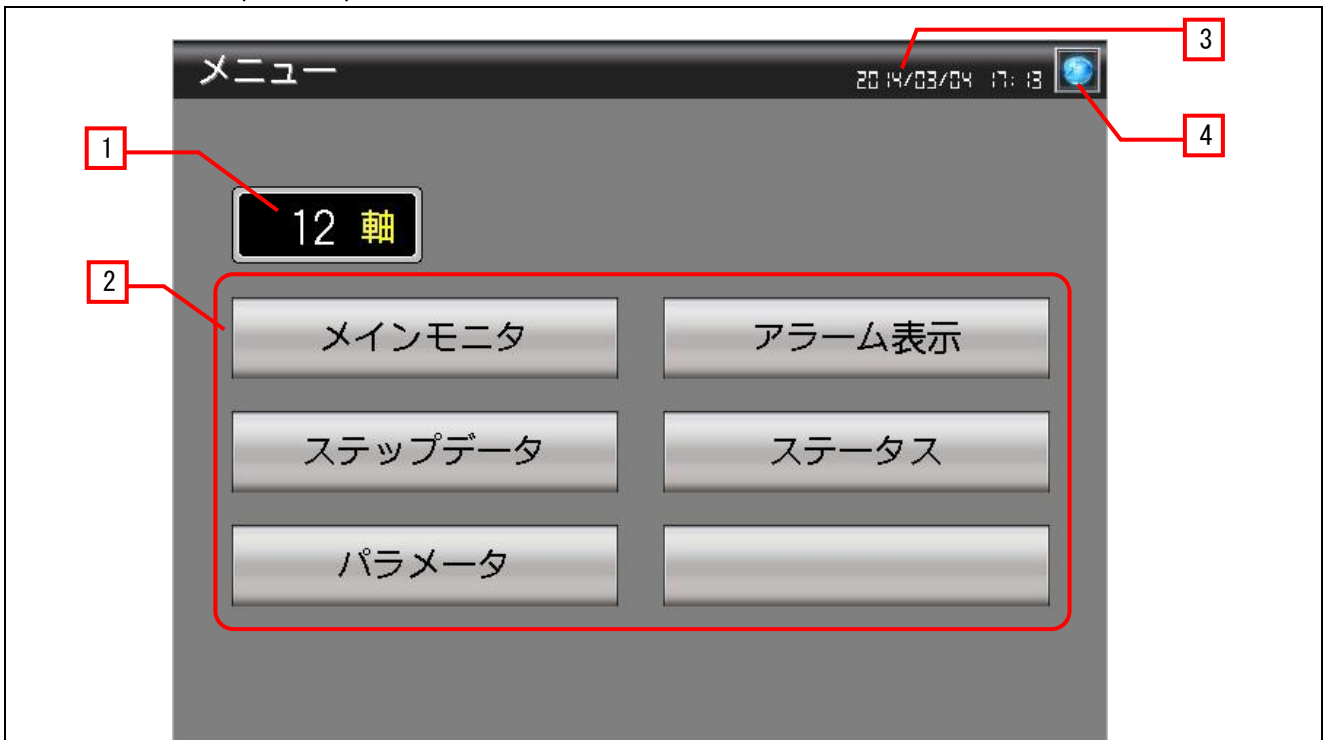 3
メニュー
2014/03/04 17:13
4
1
12 軸
2
メインモニタ
アラーム表示
ステップデータ
ステータス
パラメータ